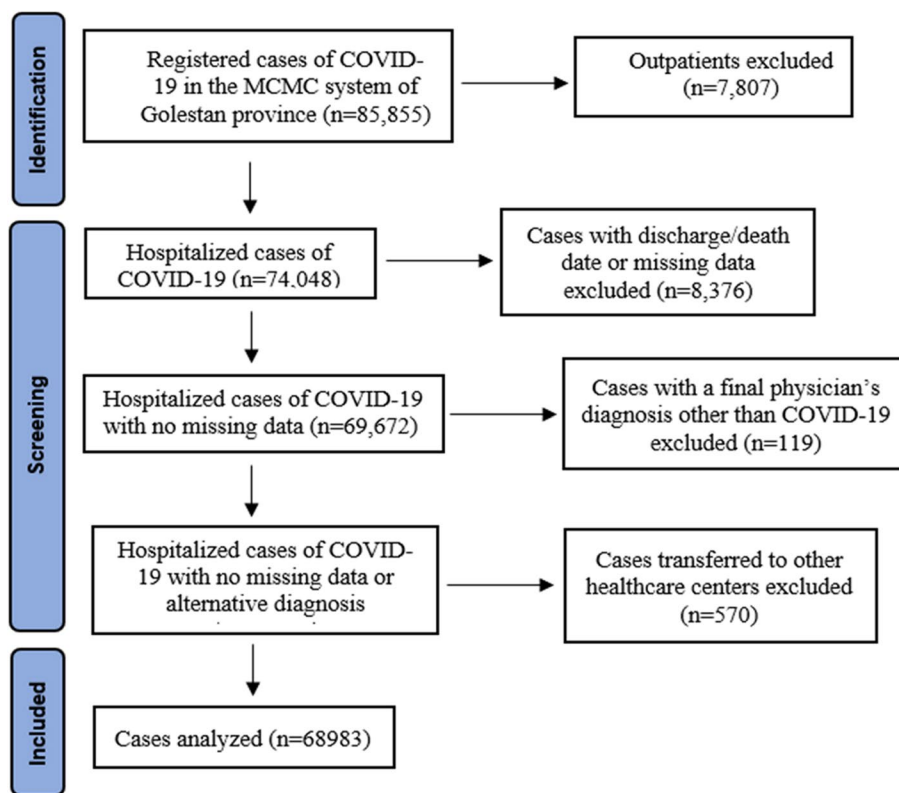 Identification
Registered cases of COVID-
19 in the MCMC system of
Golestan province (n=85,855)
Outpatients excluded
(n=7,807)
Screening
Hospitalized cases of
COVID-19 (n=74,048)
Cases with discharge/death
date or missing data
excluded (n=8,376)
Hospitalized cases of COVID-19
with no missing data (n=69,672)
Cases with a final physician's
diagnosis other than COVID-19
excluded (n=119)
Hospitalized cases of COVID-
19 with no missing data or
alternative diagnosis
Cases transferred to other
healthcare centers excluded
(n=570)
Included
Cases analyzed (n=68983)